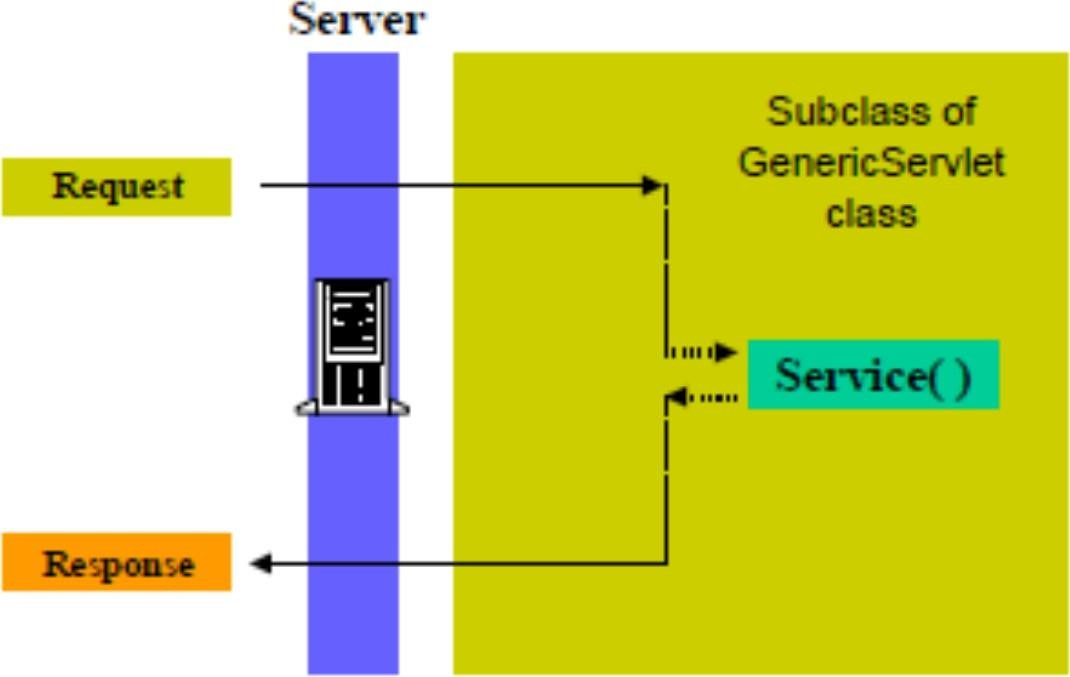 Server
Request
Subclass of
GenericServlet
class
Service( )
Response